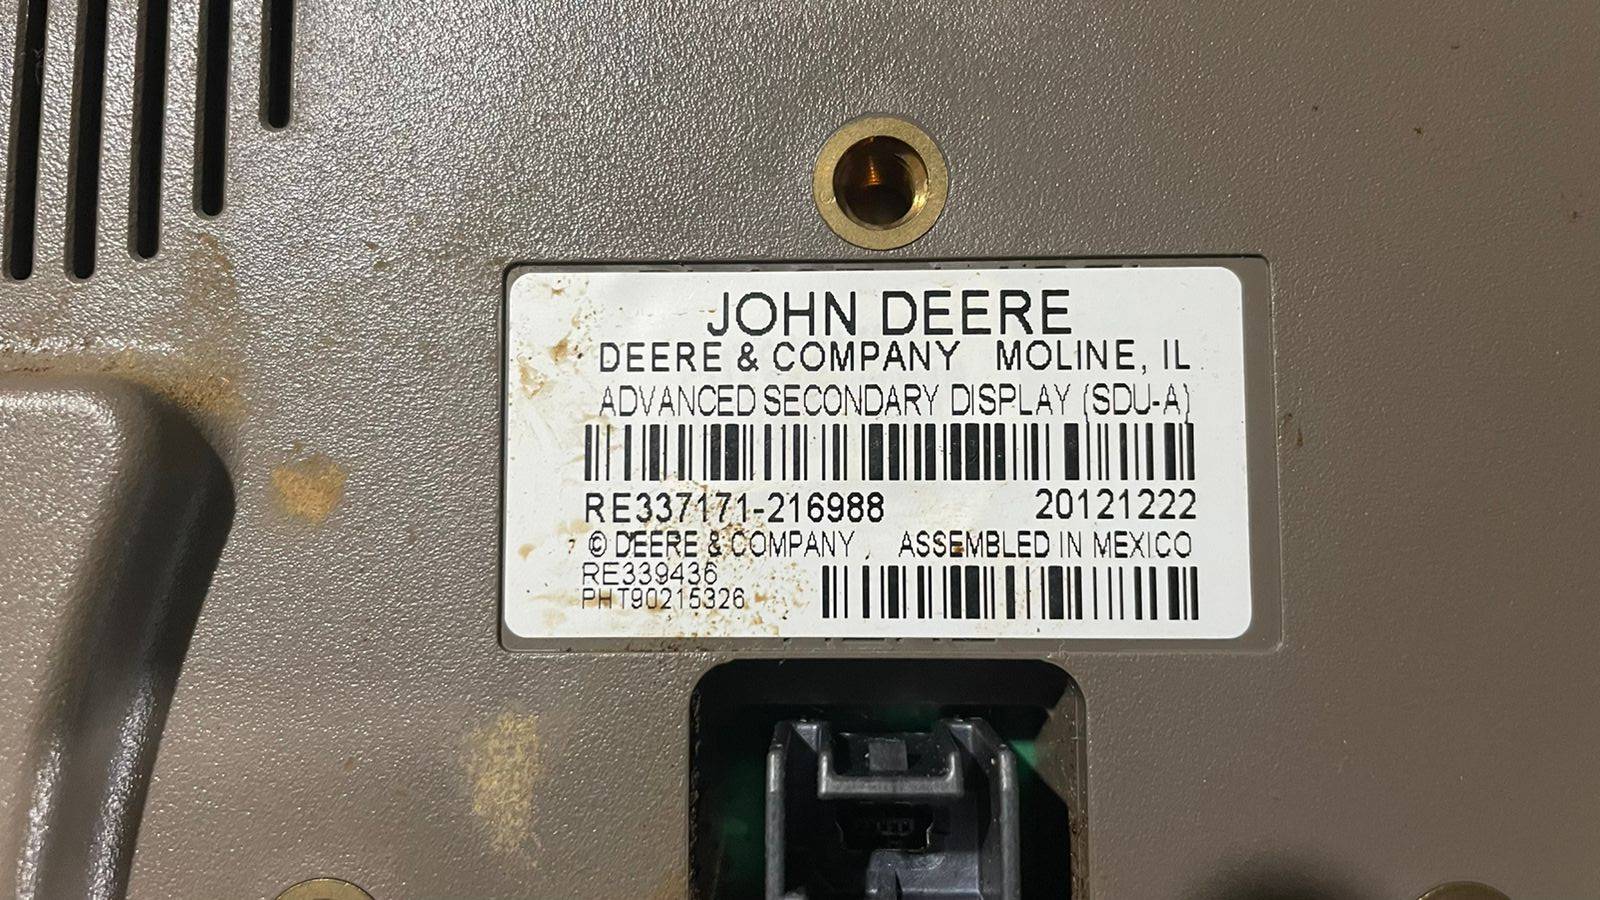 JOHN DEERE
DEERE & COMPANY MOLINE, IL
ADVANCED SECONDARY DISPLAY (SDU-A)
RE337171-216988 20121222
© DEERE & COMPANY ASSEMBLED IN MEXICO
RE339436
PHT90215326